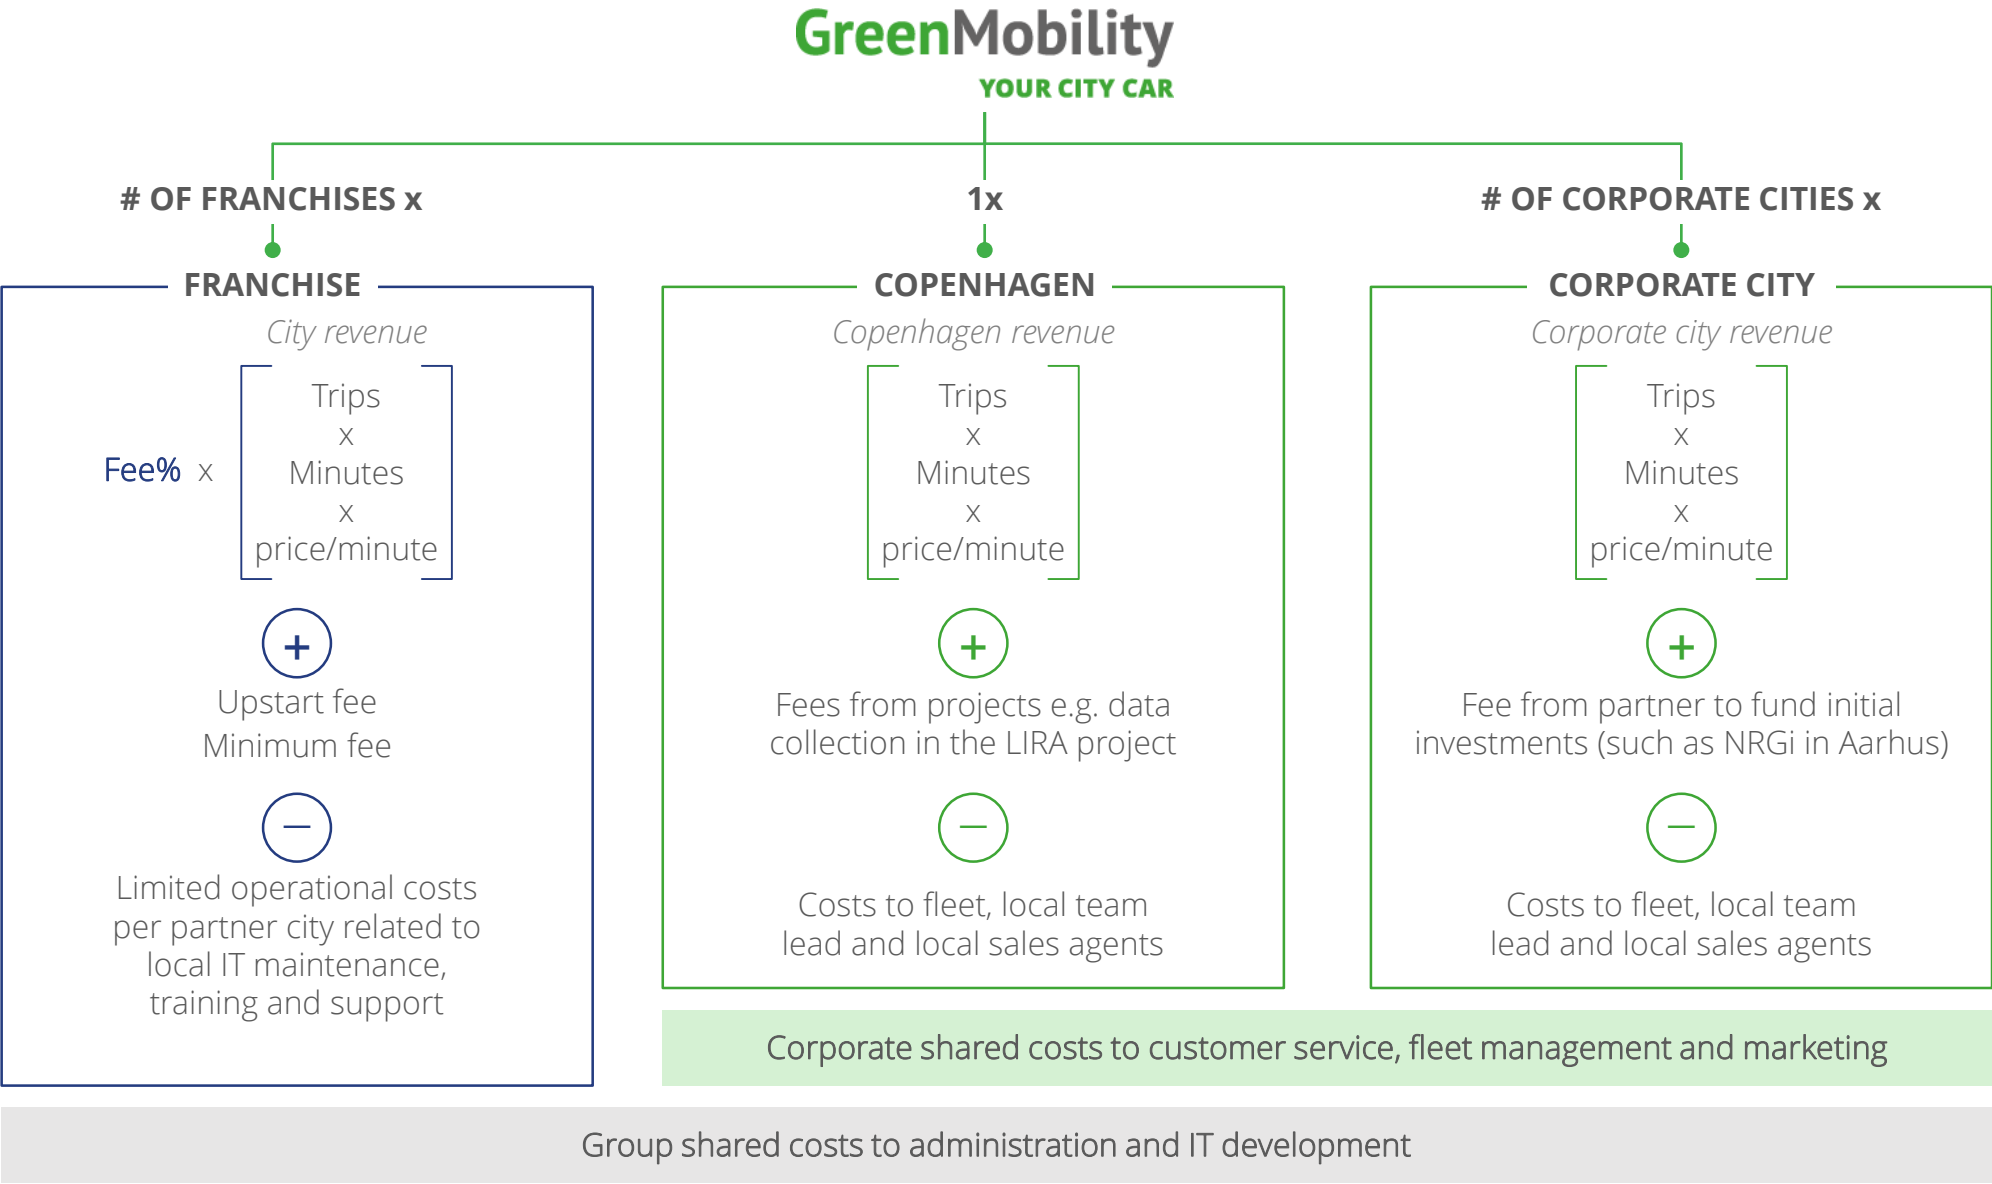 GreenMobility
YOUR CITY CAR
# OF FRANCHISES x
FRANCHISE
City revenue
Fee% x
Trips
x
Minutes
x
price/minute
+
Upstart fee
Minimum fee
—
Limited operational costs
per partner city related to
local IT maintenance,
training and support
1x
COPENHAGEN
Copenhagen revenue
Trips
x
Minutes
x
price/minute
+
Fees from projects e.g. data
collection in the LIRA project
—
Costs to fleet, local team
lead and local sales agents
# OF CORPORATE CITIES x
CORPORATE CITY
Corporate city revenue
Trips
x
Minutes
x
price/minute
+
Fee from partner to fund initial
investments (such as NRGi in Aarhus)
—
Costs to fleet, local team
lead and local sales agents
Corporate shared costs to customer service, fleet management and marketing
Group shared costs to administration and IT development